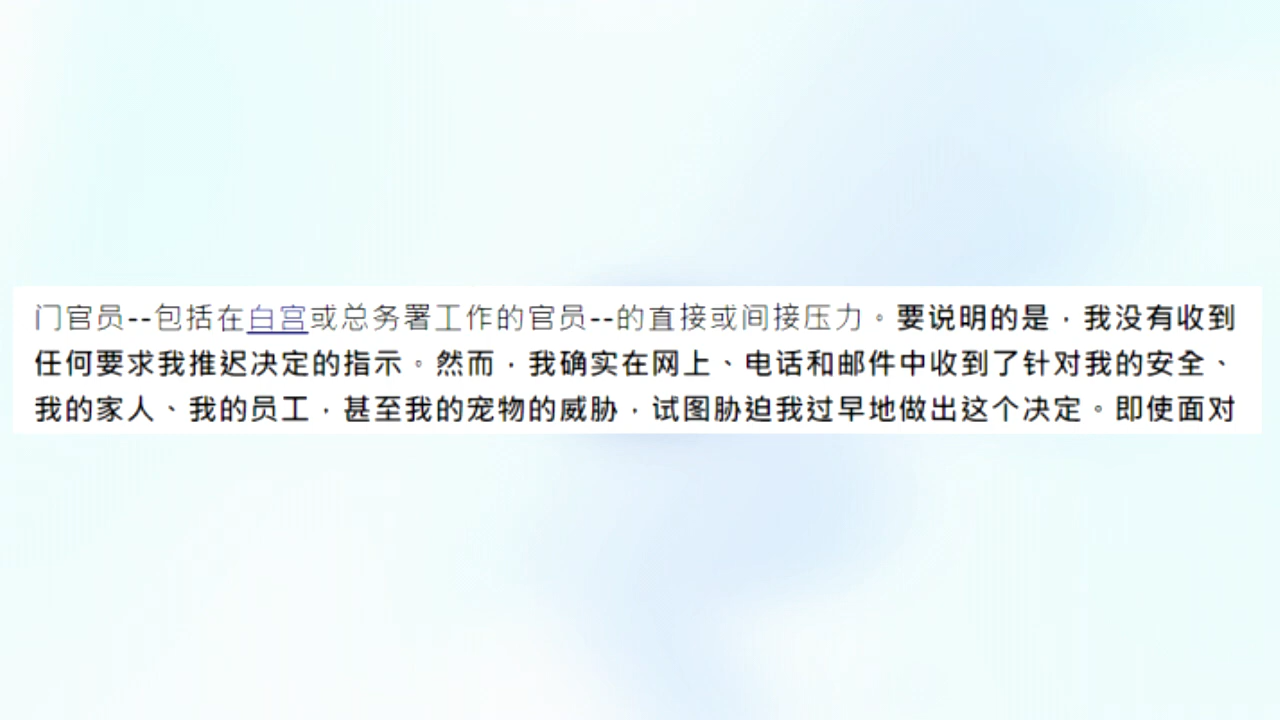 门官员--包括在白宫或总务署工作的官员--的直接或间接压力。要说明的是，我没有收到
任何要求我推迟决定的指示。然而，我确实在网上、电话和邮件中收到了针对我的安全、
我的家人、我的员工，甚至我的宠物的威胁，试图胁迫我过早地做出这个决定。即使面对